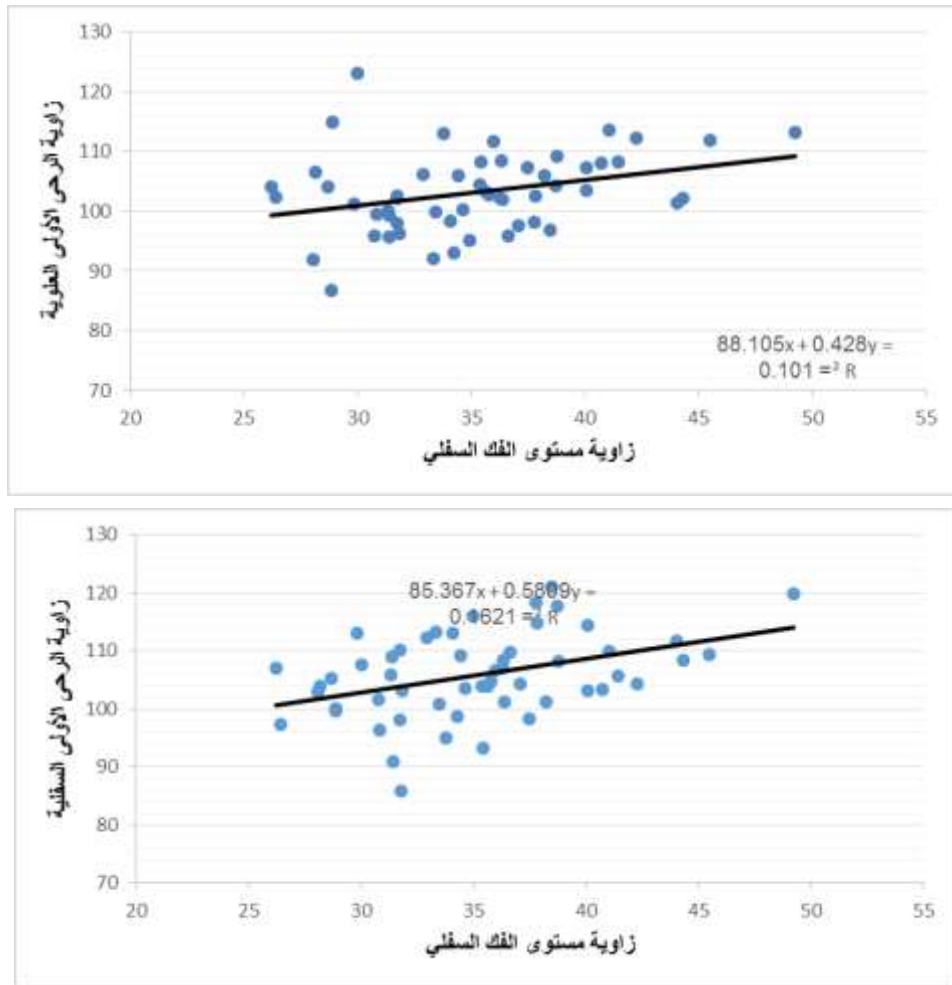 130
120
110
100
90
80
70
زاوية الرحى الأولى العلوية
88.105x + 0.428y =
0.101 =² R
20 25 30 35 40 45 50 55
زاوية مستوى الفك السفلي
130
120
110
100
90
80
70
زاوية الرحى الأولى السفلية
85.367x + 0.5809y =
0.1621 = R
20 25 30 35 40 45 50 55
زاوية مستوى الفك السفلي